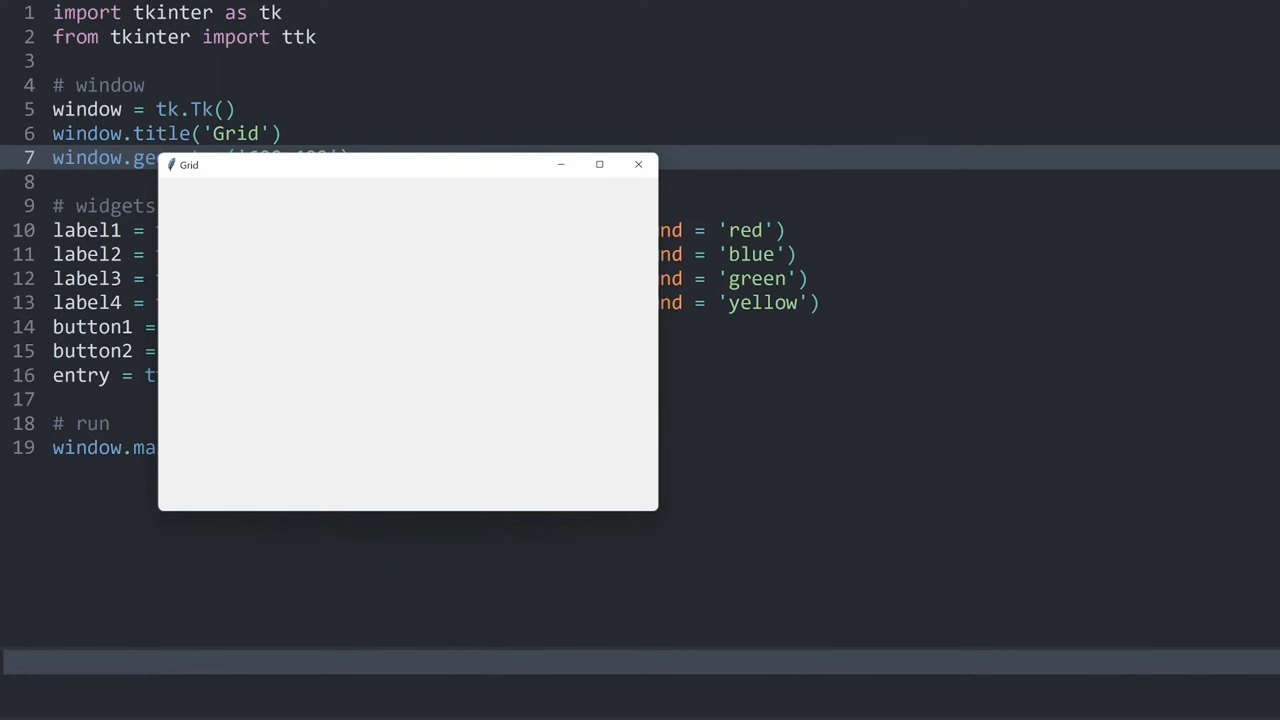 1 import tkinter as tk
2 from tkinter import ttk
3
4 # window
5 window = tk.Tk()
6 window.title('Grid')
7 window.ge
Grid
8
9 # widgets
10 label1 = nd = 'red')
11 label2 = nd = 'blue')
12 label3 = nd = 'green')
13 label4 = nd = 'yellow')
14 button1 =
15 button2 =
16 entry = t
17
18 # run
19 window.ma